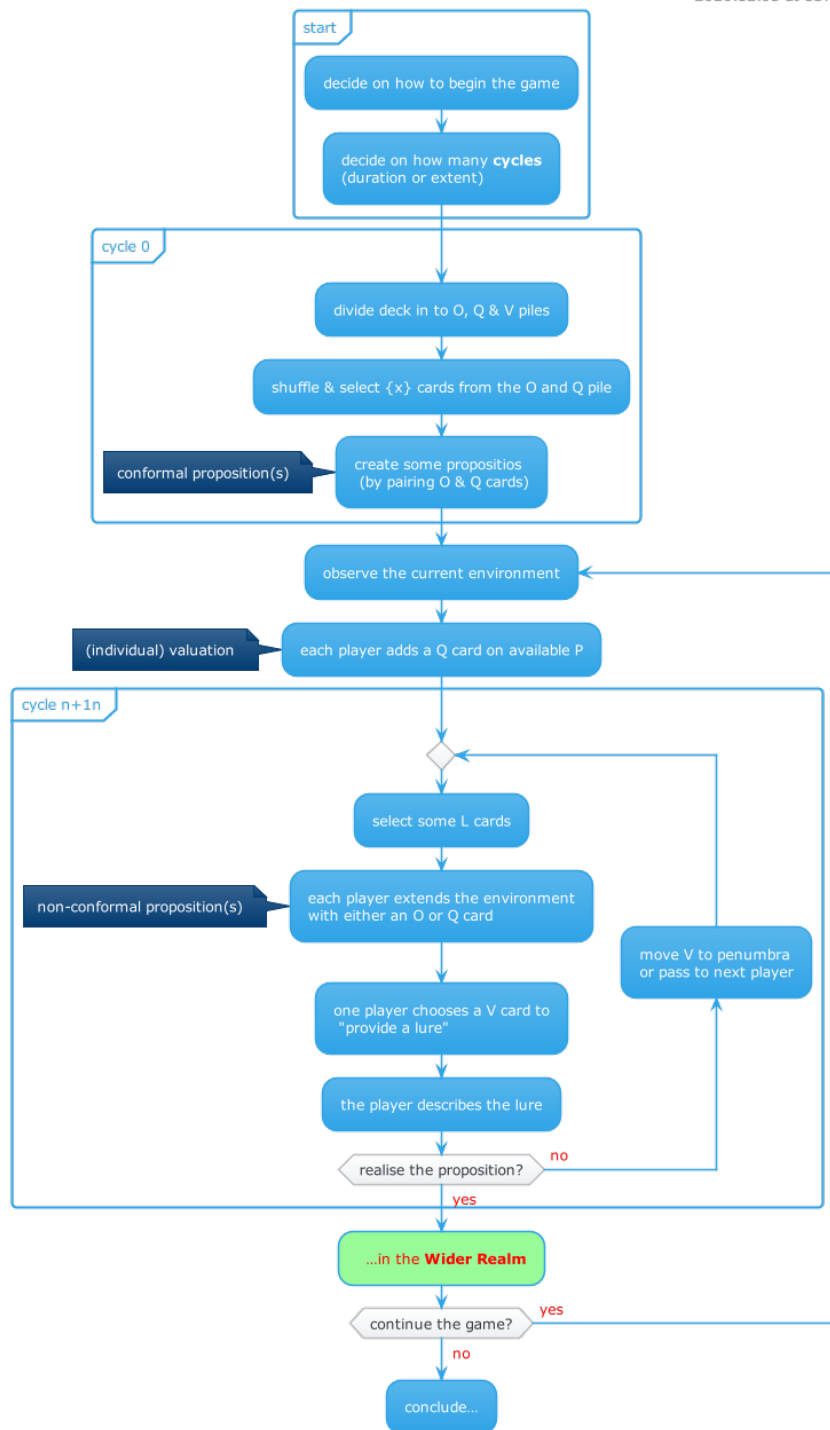 start
decide on how to begin the game
decide on how many cycles
(duration or extent)
cycle 0
divide deck in to O, Q & V piles
shuffle & select {x} cards from the O and Q pile
conformal proposition(s)
create some propositios
(by pairing O & Q cards)
observe the current environment
(individual) valuation
each player adds a Q card on available P
cycle n+1n
select some L cards
non-conformal proposition(s)
each player extends the environment
with either an O or Q card
move V to penumbra
or pass to next player
one player chooses a V card to
"provide a lure"
the player describes the lure
realise the proposition?
no
yes
…in the Wider Realm
continue the game?
yes
no
conclude…